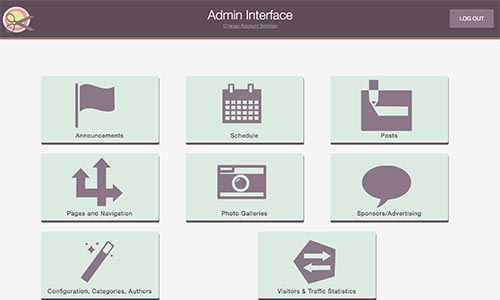 Admin Interface
Change Account Settings
LOG OUT
Announcements
Schedule
Posts
Pages and Navigation
Photo Galleries
Sponsors/Advertising
Configuration, Categories, Authors
Visitors & Traffic Statistics